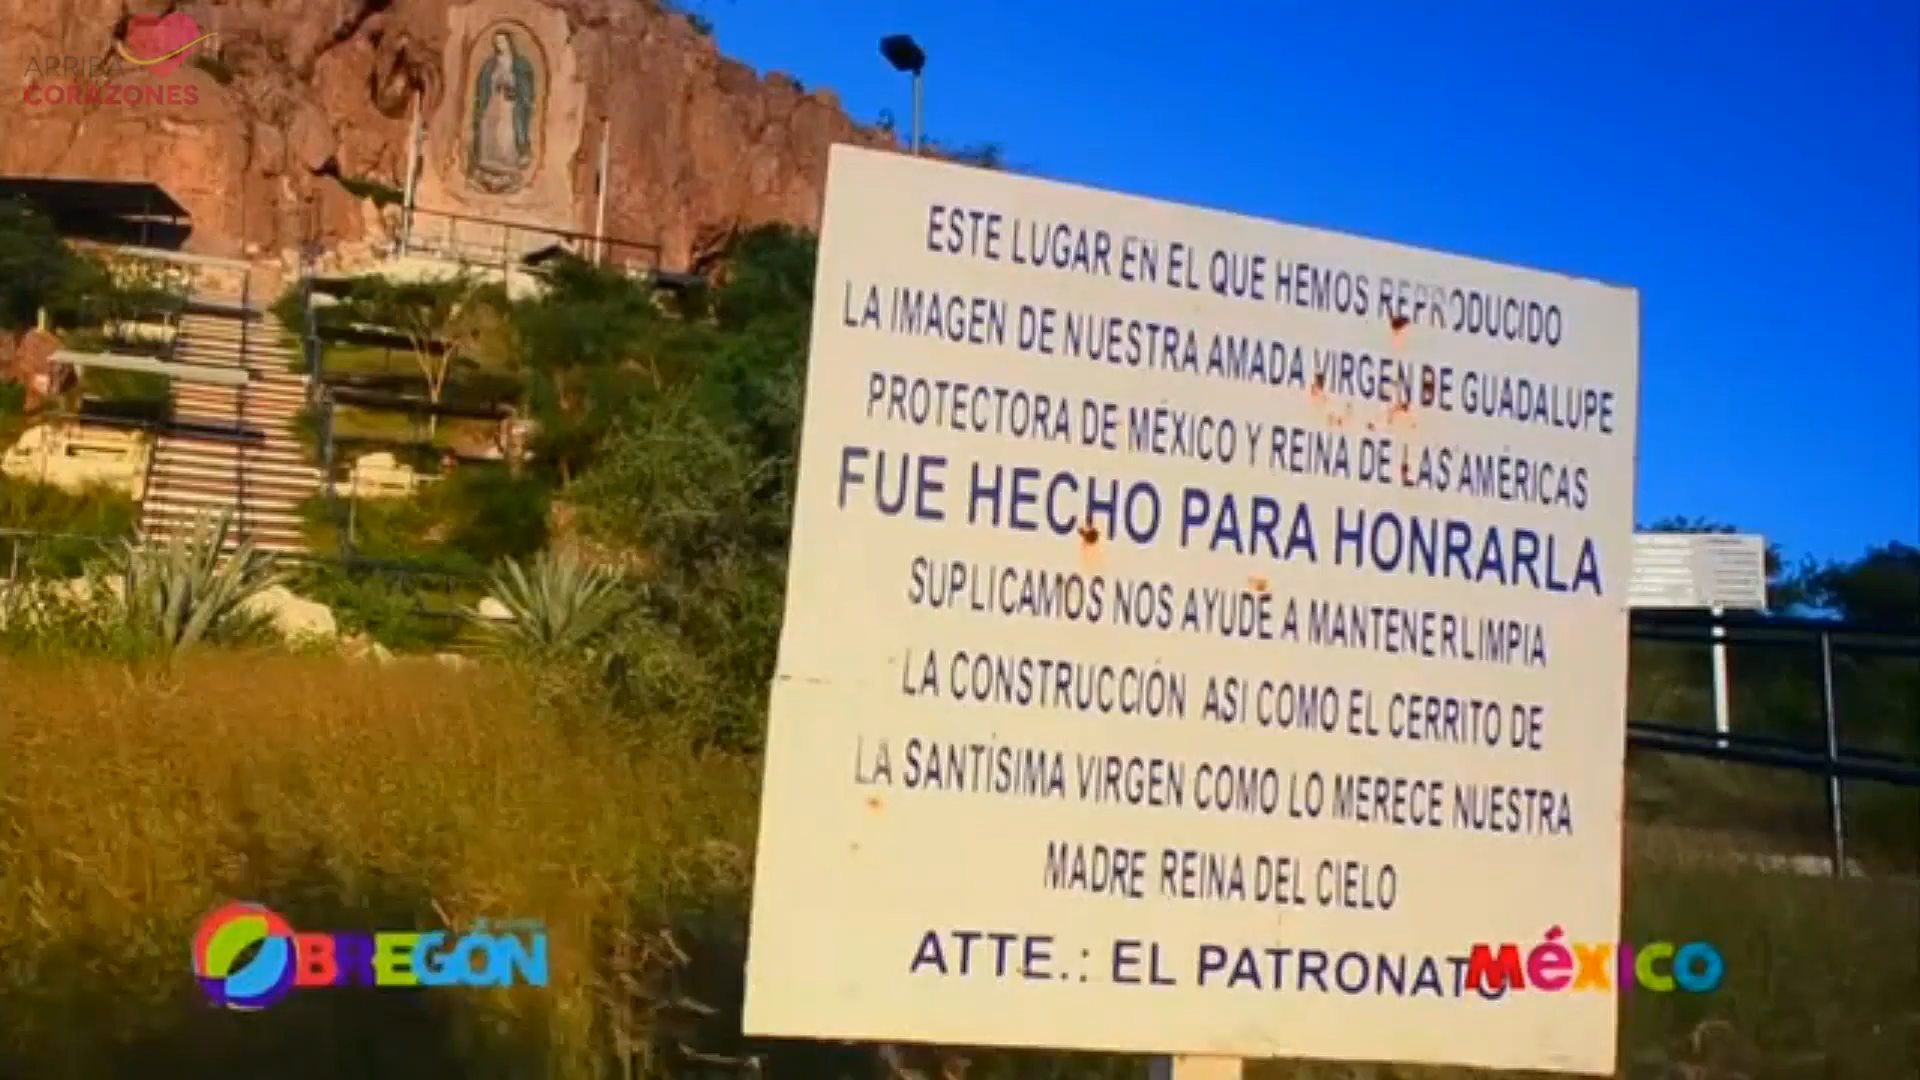 ARRIBA
CORAZONES
ESTE LUGAR EN EL QUE HEMOS REPRODUCIDO
LA IMAGEN DE NUESTRA AMADA VIRGEN DE GUADALUPE
PROTECTORA DE MÉXICO Y REINA DE LAS AMÉRICAS
FUE HECHO PARA HONRARLA
SUPLICAMOS NOS AYUDE A MANTENER LIMPIA
LA CONSTRUCCIÓN ASI COMO EL CERRITO DE
LA SANTÍSIMA VIRGEN COMO LO MERECE NUESTRA
MADRE REINA DEL CIELO
ATTE.: EL PATRONATO
OBREGÓN
MéXICO